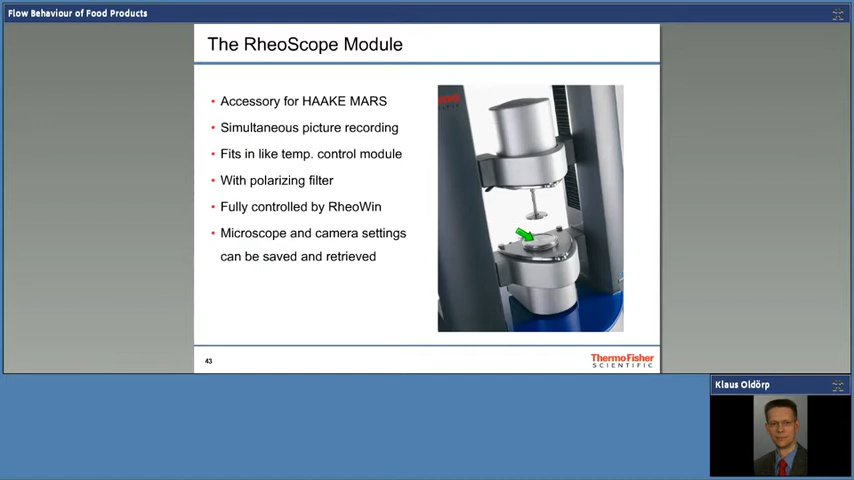 Flow Behaviour of Food Products
The RheoScope Module
• Accessory for HAAKE MARS
• Simultaneous picture recording
• Fits in like temp. control module
• With polarizing filter
• Fully controlled by RheoWin
• Microscope and camera settings
can be saved and retrieved
43
ThermoFisher
SCIENTIFIC
Klaus Oldörp